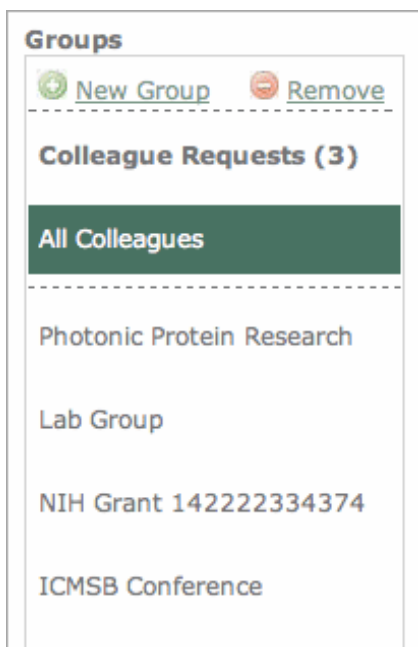 Groups
New Group Remove
Colleague Requests (3)
All Colleagues
Photonic Protein Research
Lab Group
NIH Grant 142222334374
ICMSB Conference